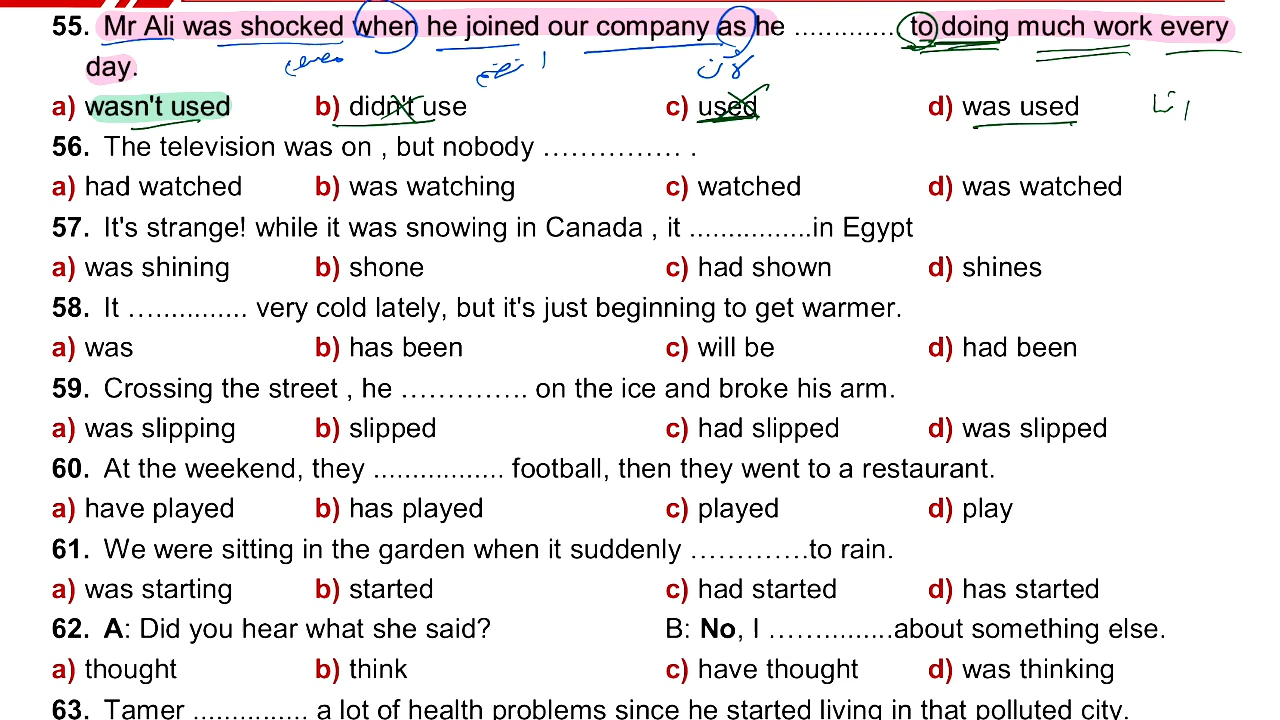 55. Mr Ali was shocked when he joined our company as he ............. to doing much work every
day.
a) wasn't used b) didn't use c) used d) was used
56. The television was on , but nobody …………… .
a) had watched b) was watching c) watched d) was watched
57. It's strange! while it was snowing in Canada , it ................in Egypt
a) was shining b) shone c) had shown d) shines
58. It …............ very cold lately, but it's just beginning to get warmer.
a) was b) has been c) will be d) had been
59. Crossing the street , he ………….. on the ice and broke his arm.
a) was slipping b) slipped c) had slipped d) was slipped
60. At the weekend, they ................. football, then they went to a restaurant.
a) have played b) has played c) played d) play
61. We were sitting in the garden when it suddenly ………….to rain.
a) was starting b) started c) had started d) has started
62. A: Did you hear what she said? B: No, I ……..........about something else.
a) thought b) think c) have thought d) was thinking
63. Tamer ............... a lot of health problems since he started living in that polluted city.